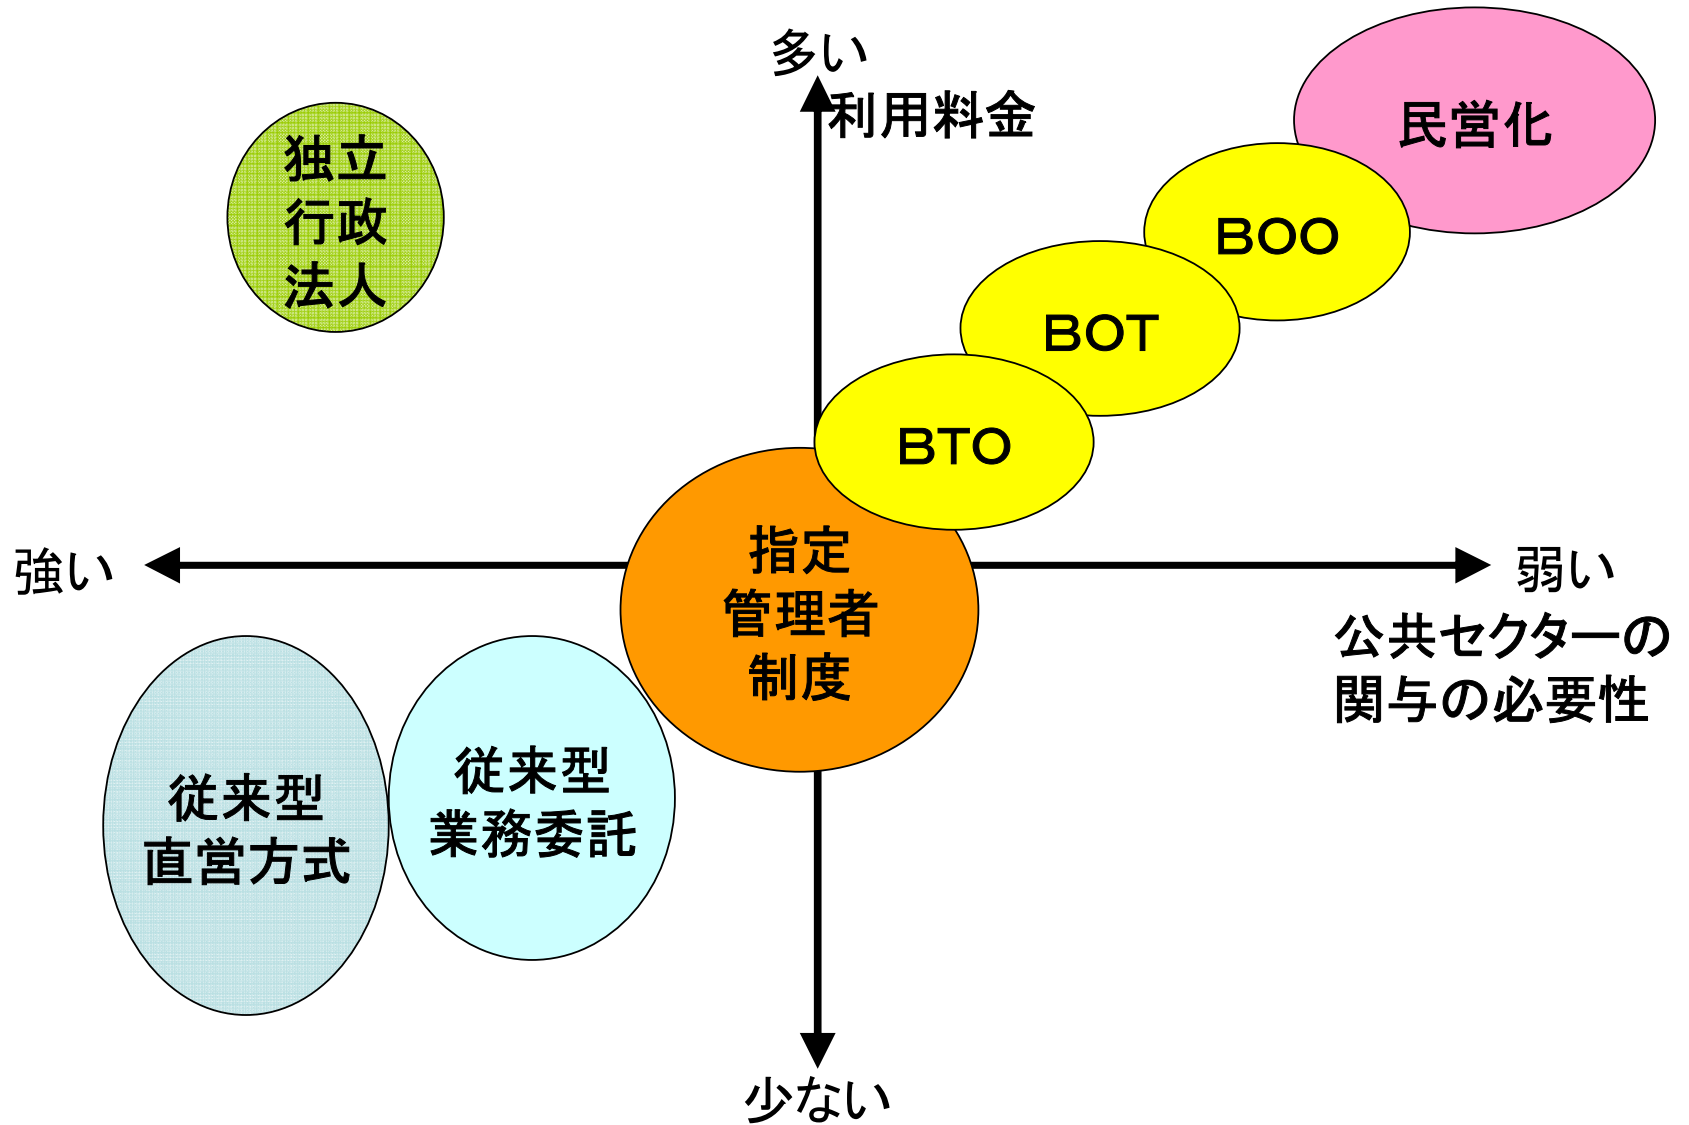 多い
利用料金
民営化
独立
行政
法人
BOO
BOT
BTO
指定
管理者
制度
強い
弱い
公共セクターの
関与の必要性
従来型
直営方式
従来型
業務委託
少ない